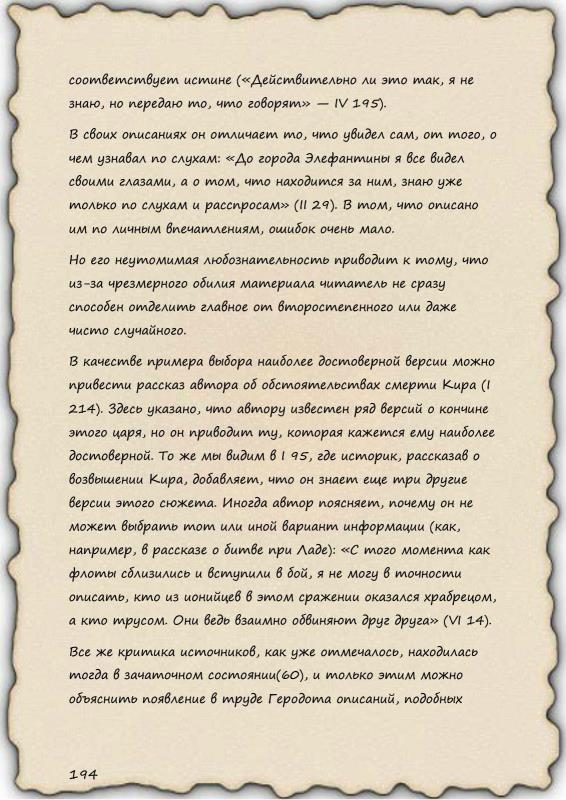 соответствует истине («Действительно ли это так, я не
знаю, но передаю то, что говорят» — IV 195).
В своих описаниях он отличает то, что увидел сам, от того, о
чем узнавал по слухам: «До города Элефантины я все видел
своими глазами, а о том, что находится за ним, знаю уже
только по слухам и расспросам» (II 29). В том, что описано
им по личным впечатлениям, ошибок очень мало.
Но его неутомимая любознательность приводит к тому, что
из-за чрезмерного обилия материала читатель не сразу
способен отделить главное от второстепенного или даже
чисто случайного.
В качестве примера выбора наиболее достоверной версии можно
привести рассказ автора об обстоятельствах смерти Кира (I
214). Здесь указано, что автору известен ряд версий о кончине
этого царя, но он приводит ту, которая кажется ему наиболее
достоверной. То же мы видим в I 95, где историк, рассказав о
возвышении Кира, добавляет, что он знает еще три другие
версии этого сюжета. Иногда автор поясняет, почему он не
может выбрать тот или иной вариант информации (как,
например, в рассказе о битве при Ладе): «С того момента как
флоты сблизились и вступили в бой, я не могу в точности
описать, кто из ионийцев в этом сражении оказался храбрецом,
а кто трусом. Они ведь взаимно обвиняют друг друга» (VI 14).
Все же критика источников, как уже отмечалось, находилась
тогда в зачаточном состоянии(60), и только этим можно
объяснить появление в труде Геродота описаний, подобных
194